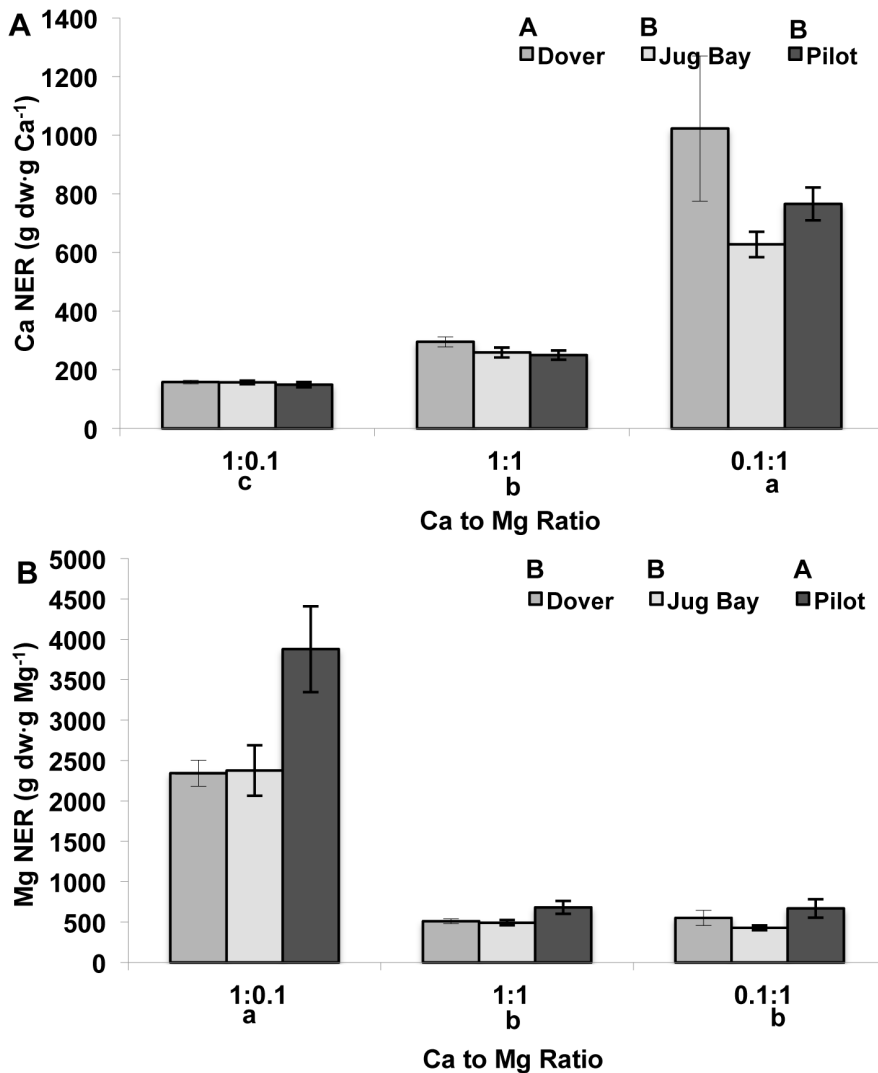 A
Ca NER (g dw·g Ca⁻¹)
1400
1200
1000
800
600
400
200
0
A B B
Dover Jug Bay Pilot
1:0.1 1:1 0.1:1
c b a
Ca to Mg Ratio
B
Mg NER (g dw·g Mg⁻¹)
5000
4500
4000
3500
3000
2500
2000
1500
1000
500
0
B B A
Dover Jug Bay Pilot
1:0.1 1:1 0.1:1
a b b
Ca to Mg Ratio